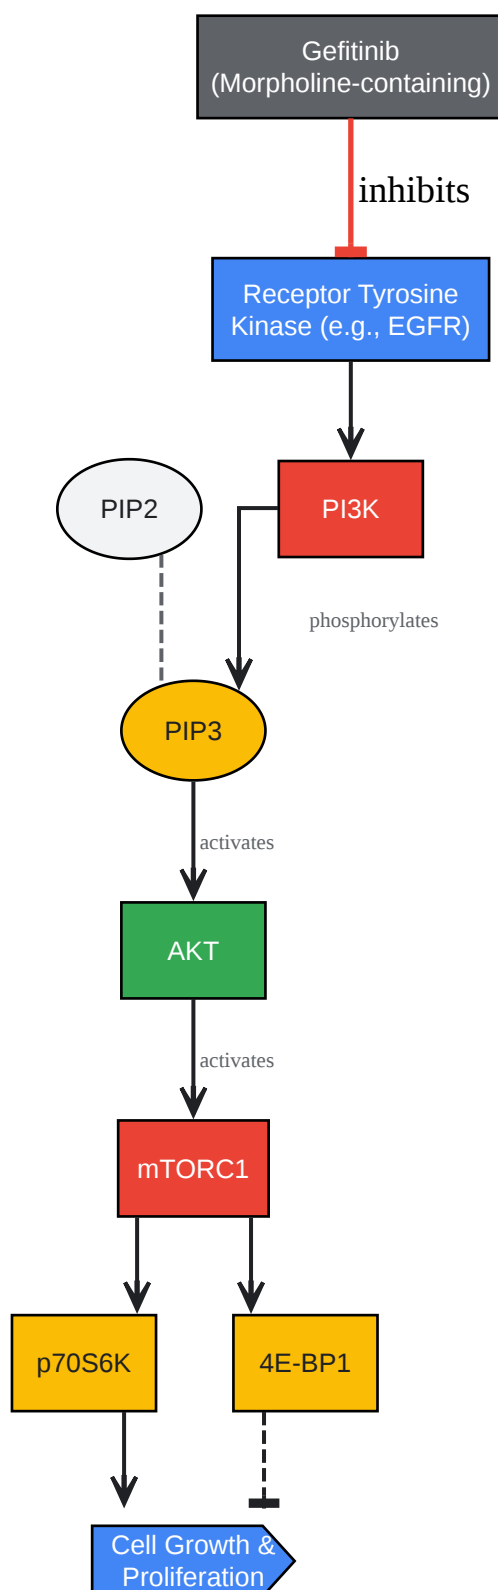 Gefitinib
(Morpholine-containing)
inhibits
Receptor Tyrosine
Kinase (e.g., EGFR)
PIP2
PI3K
phosphorylates
PIP3
activates
AKT
activates
mTORC1
p70S6K
4E-BP1
Cell Growth &
Proliferation